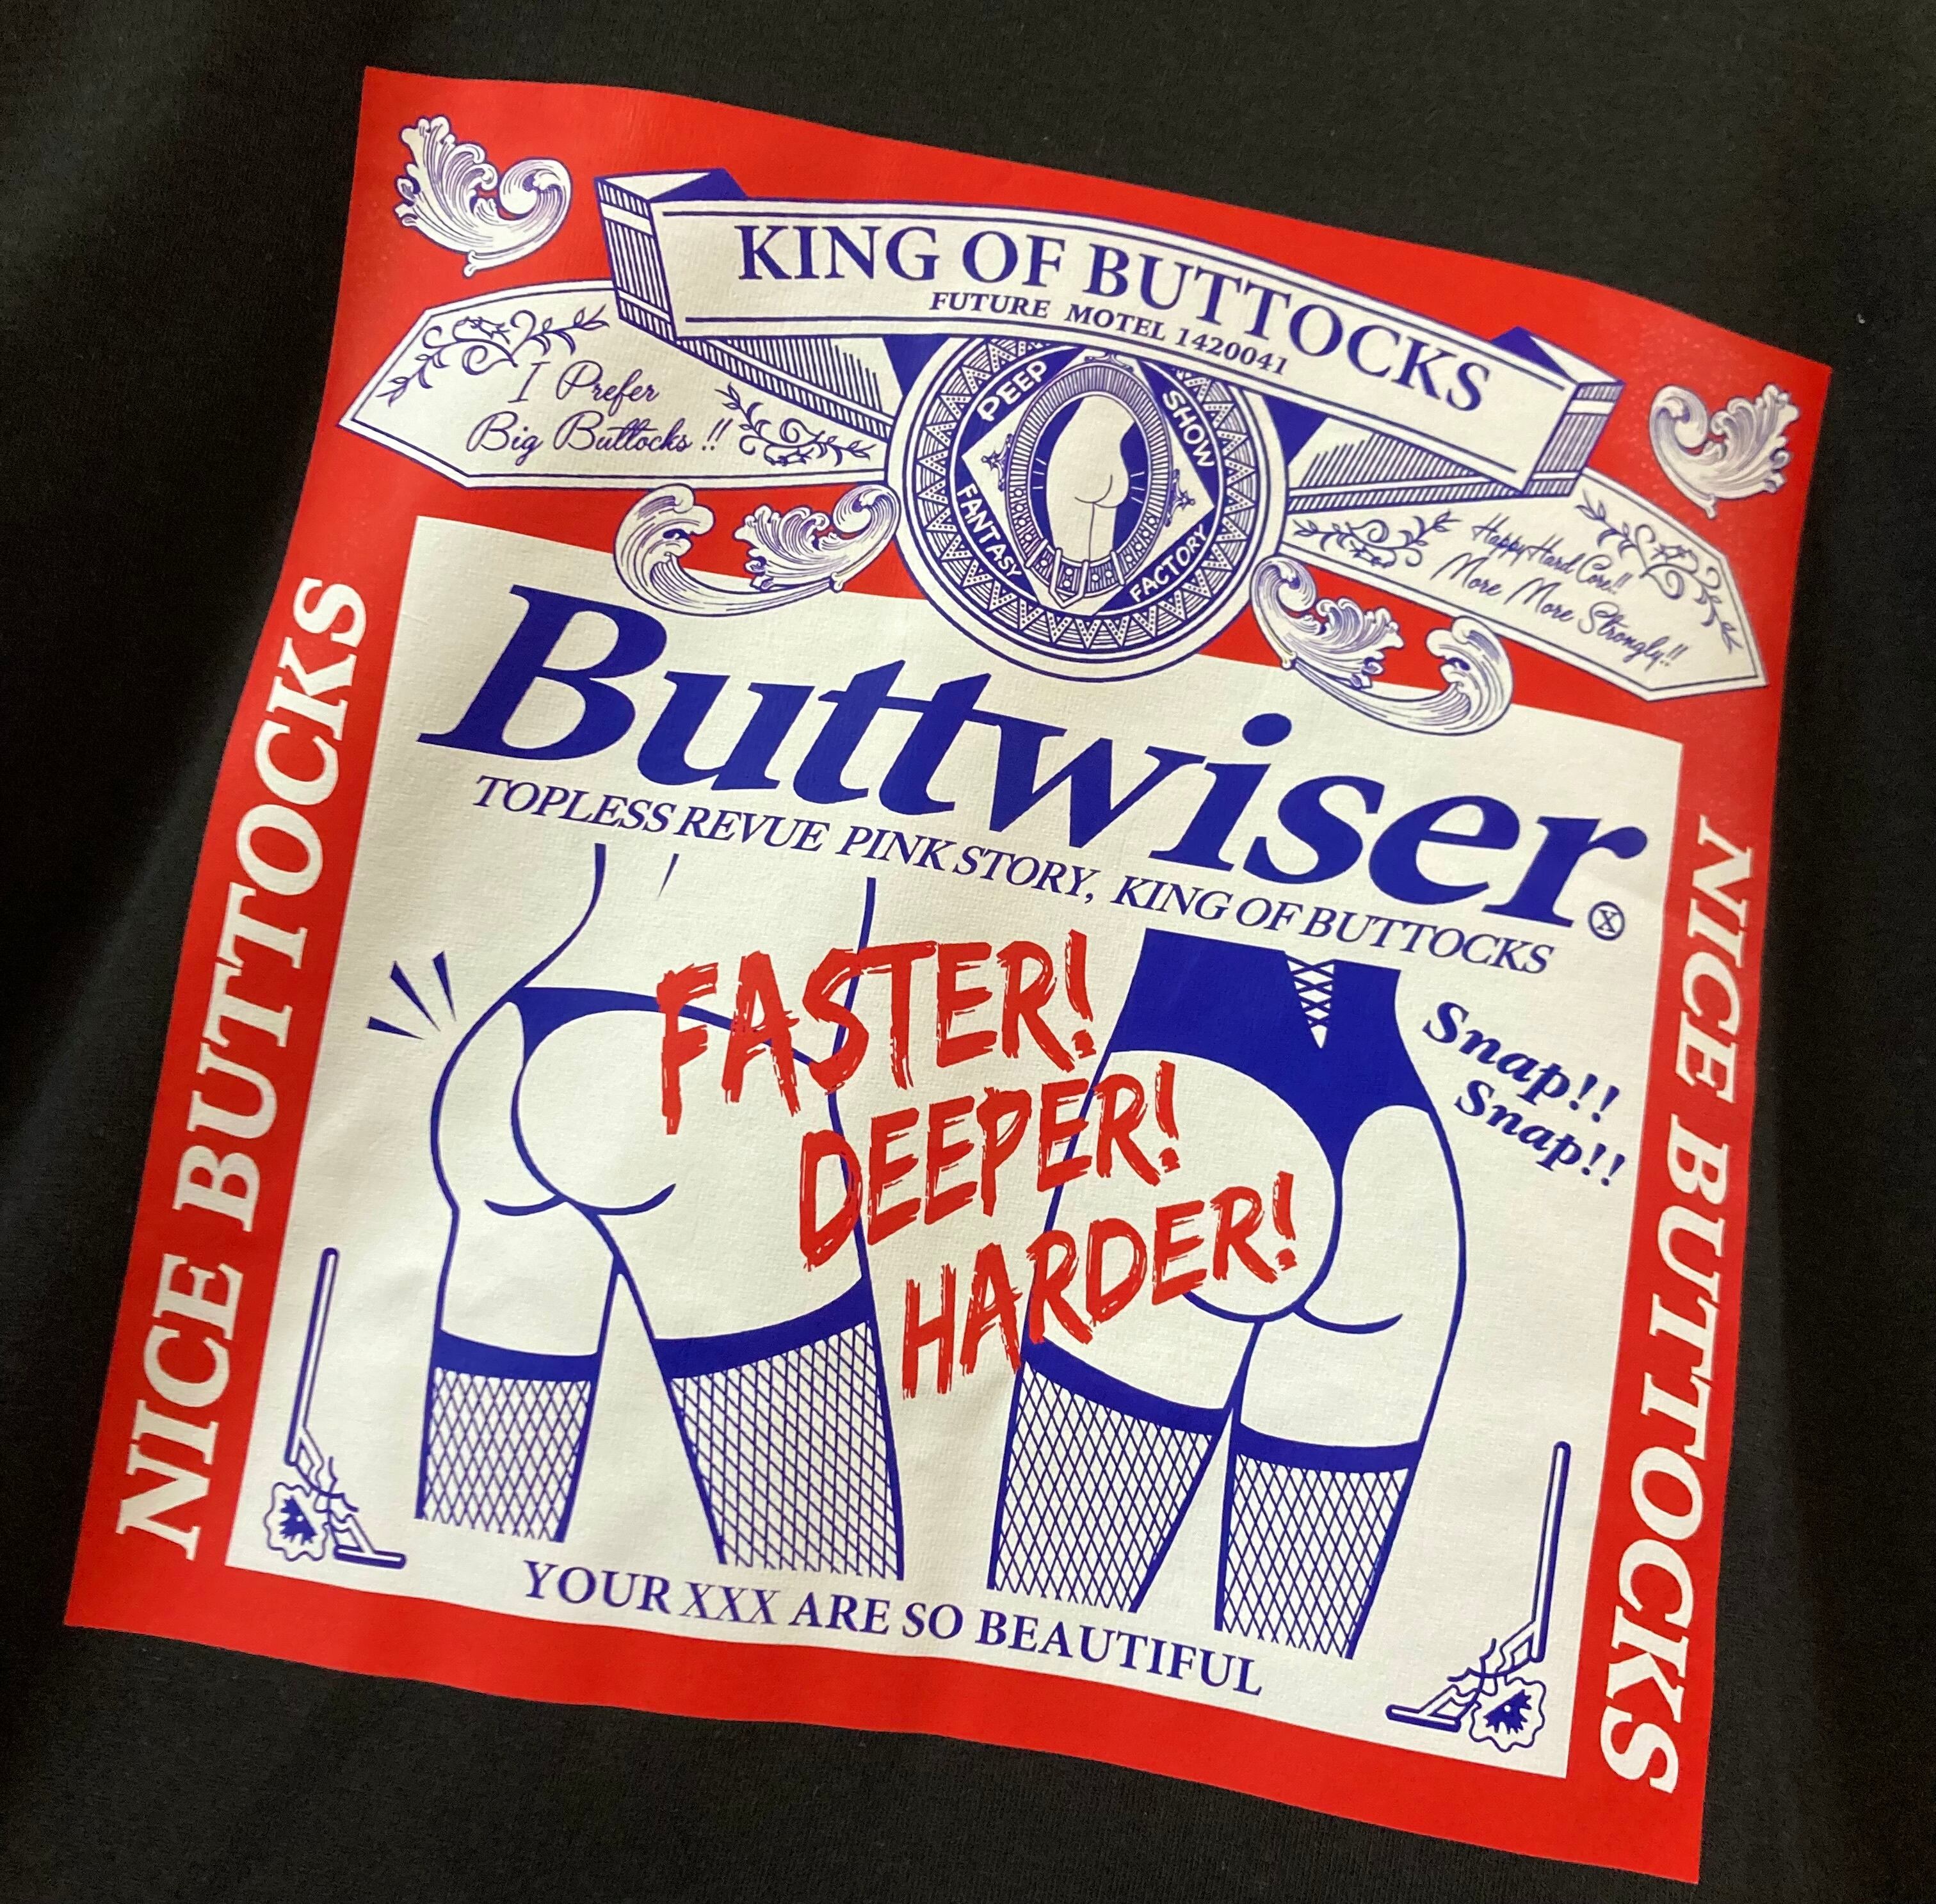 KING OF BUTTOCKS
FUTURE MOTEL 1420041
I Prefer
Big Buttocks !!
PEEP
SHOW
FANTASY
FACTORY
Happy Hard Core!!
More More Strongly!!
Buttwiser
Ⓧ
TOPLESS REVUE PINK STORY, KING OF BUTTOCKS
NICE BUTTOCKS
NICE BUTTOCKS
FASTER!
DEEPER!
HARDER!
Snap!!
Snap!!
YOUR XXX ARE SO BEAUTIFUL